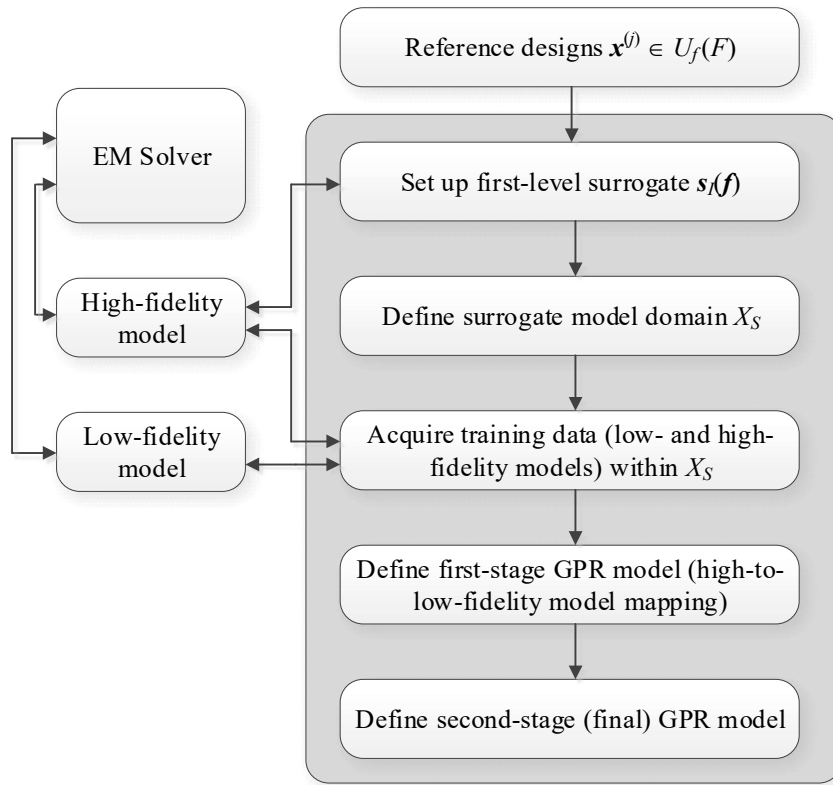 Reference designs x^(j) ∈ U_f(F)
EM Solver
Set up first-level surrogate s_I(f)
High-fidelity
model
Define surrogate model domain X_S
Low-fidelity
model
Acquire training data (low- and high-
fidelity models) within X_S
Define first-stage GPR model (high-to-
low-fidelity model mapping)
Define second-stage (final) GPR model